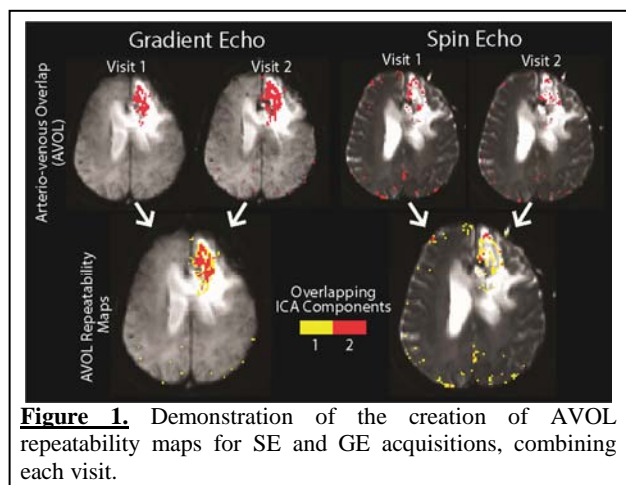 Gradient Echo
Spin Echo
Visit 1
Visit 2
Visit 1
Visit 2
Arterio-venous Overlap
(AVOL)
AVOL Repeatability
Maps
Overlapping
ICA Components
1 2
Figure 1. Demonstration of the creation of AVOL
repeatability maps for SE and GE acquisitions, combining
each visit.